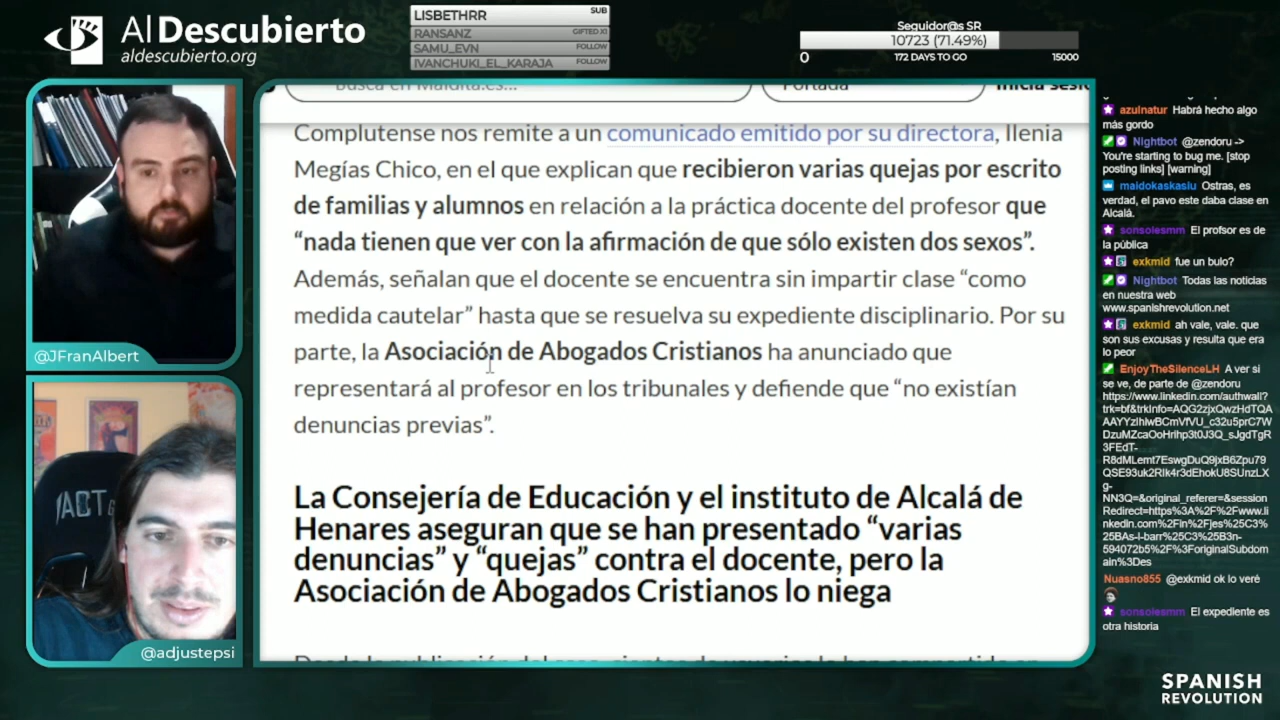 Al Descubierto
aldescubierto.org
LISBETHRR SUB
RANSANZ GIFTED X1
SAMU_EVN FOLLOW
IVANCHUKI_EL_KARAJA FOLLOW
Seguidor@s SR
10723 (71.49%)
0 172 DAYS TO GO 15000
@JFranAlbert
@adjustepsi
Busca en Maldita.es...
Portada
Complutense nos remite a un comunicado emitido por su directora, Ilenia
Megías Chico, en el que explican que recibieron varias quejas por escrito
de familias y alumnos en relación a la práctica docente del profesor que
“nada tienen que ver con la afirmación de que sólo existen dos sexos”.
Además, señalan que el docente se encuentra sin impartir clase “como
medida cautelar” hasta que se resuelva su expediente disciplinario. Por su
parte, la Asociación de Abogados Cristianos ha anunciado que
representará al profesor en los tribunales y defiende que “no existían
denuncias previas”.
La Consejería de Educación y el instituto de Alcalá de
Henares aseguran que se han presentado “varias
denuncias” y “quejas” contra el docente, pero la
Asociación de Abogados Cristianos lo niega
azulnatur Habrá hecho algo
más gordo
Nightbot @zendoru ->
You're starting to bug me. [stop
posting links] [warning]
maidokaskasiu Ostras, es
verdad, el pavo este daba clase en
Alcalá.
sonsolesmm El profsor es de
la pública
exkmid fue un bulo?
Nightbot Todas las noticias
en nuestra web
www.spanishrevolution.net
exkmid ah vale, vale. que
son sus excusas y resulta que era
lo peor
EnjoyTheSilenceLH A ver si
se ve, de parte de @zendoru
https://www.linkedin.com/authwall?
Nuasno855 @exkmid ok lo veré
sonsolesmm El expediente es
otra historia
SPANISH
REVOLUTION